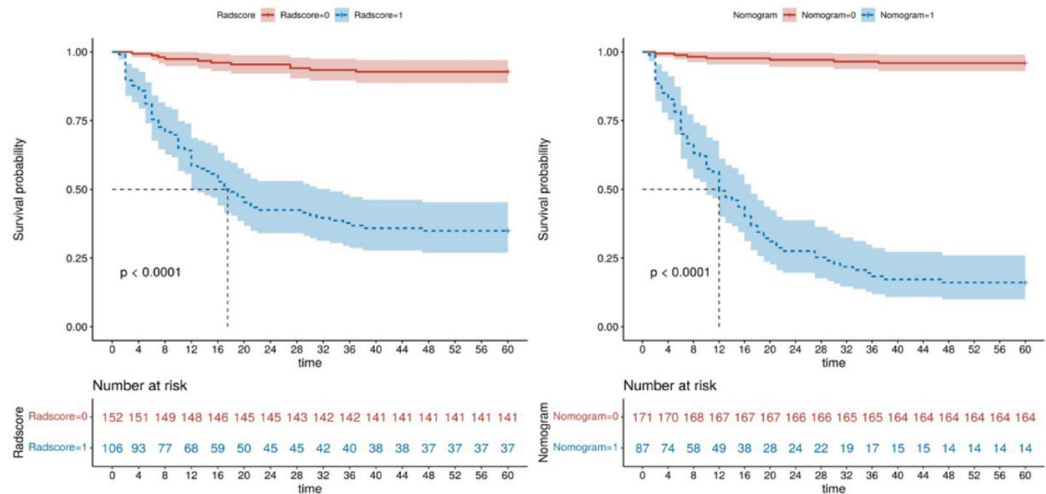 Radscore Radscore=0 Radscore=1
1.00
0.75
0.50
0.25
0.00
Survival probability
p < 0.0001
0 4 8 12 16 20 24 28 32 36 40 44 48 52 56 60
time
Number at risk
Radscore
Radscore=0 152 151 149 148 146 145 145 143 142 142 141 141 141 141 141 141
Radscore=1 106 93 77 68 59 50 45 45 42 40 38 38 37 37 37 37
0 4 8 12 16 20 24 28 32 36 40 44 48 52 56 60
time
Nomogram Nomogram=0 Nomogram=1
1.00
0.75
0.50
0.25
0.00
Survival probability
p < 0.0001
0 4 8 12 16 20 24 28 32 36 40 44 48 52 56 60
time
Number at risk
Nomogram
Nomogram=0 171 170 168 167 167 167 166 166 165 165 164 164 164 164 164 164
Nomogram=1 87 74 58 49 38 28 24 22 19 17 15 15 14 14 14 14
0 4 8 12 16 20 24 28 32 36 40 44 48 52 56 60
time